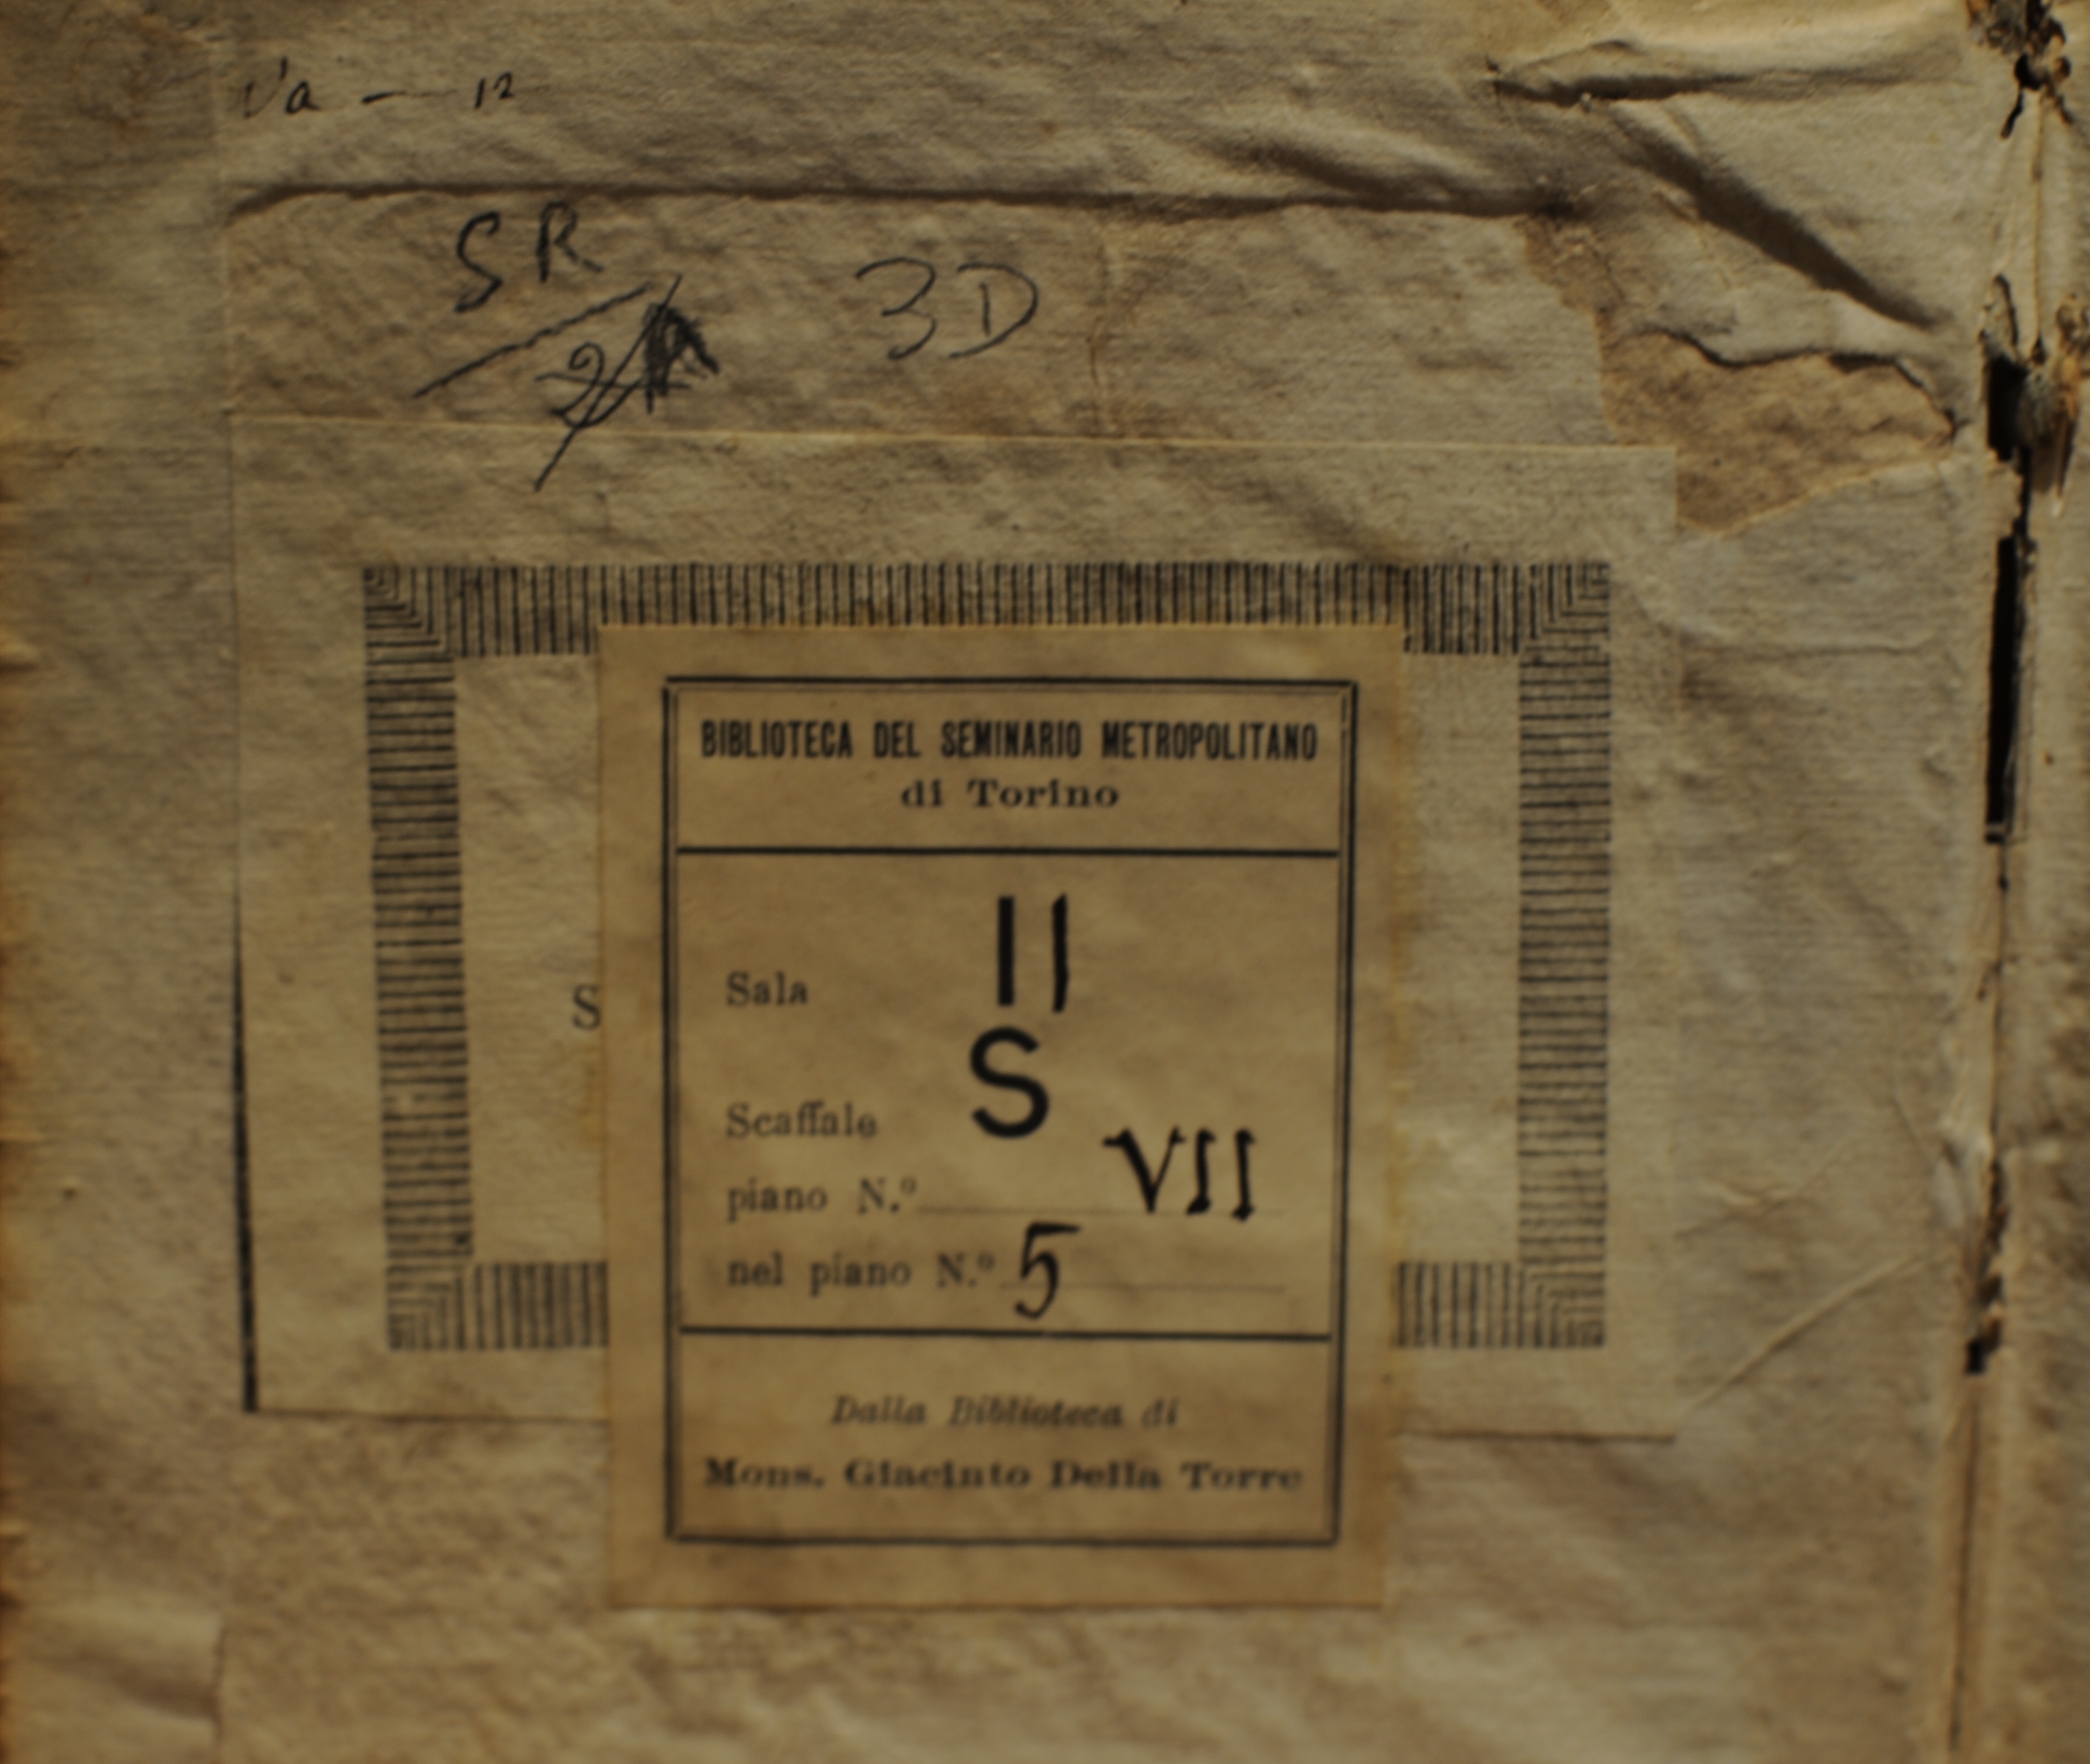 Va — 12
SR
3D
BIBLIOTECA DEL SEMINARIO METROPOLITANO
di Torino
Sala II
S
Scaffale S
piano N.º VII
nel piano N.º 5
Dalla Biblioteca di
Mons. Giacinto Della Torre